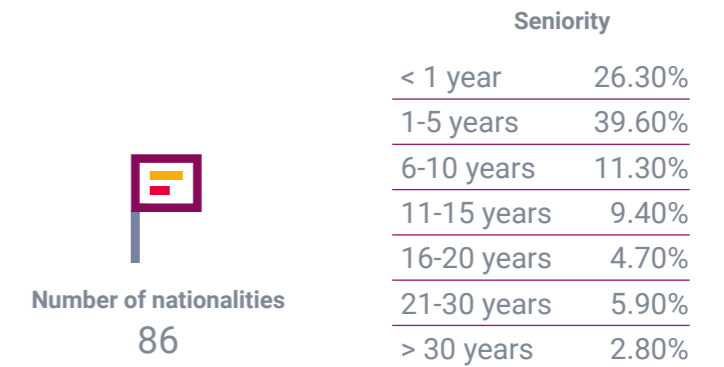 Number of nationalities
86
Seniority
< 1 year 26.30%
1-5 years 39.60%
6-10 years 11.30%
11-15 years 9.40%
16-20 years 4.70%
21-30 years 5.90%
> 30 years 2.80%